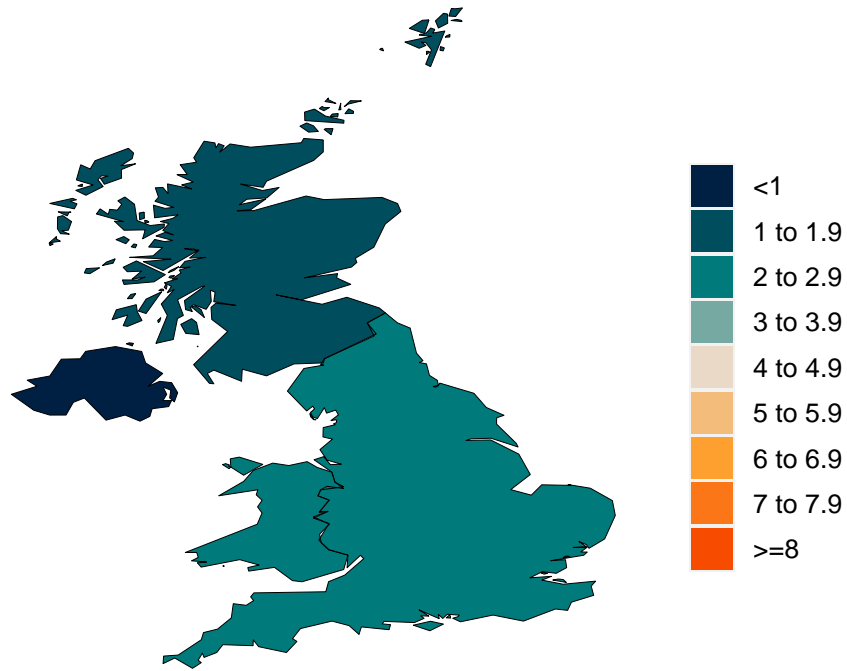 <1
1 to 1.9
2 to 2.9
3 to 3.9
4 to 4.9
5 to 5.9
6 to 6.9
7 to 7.9
>=8